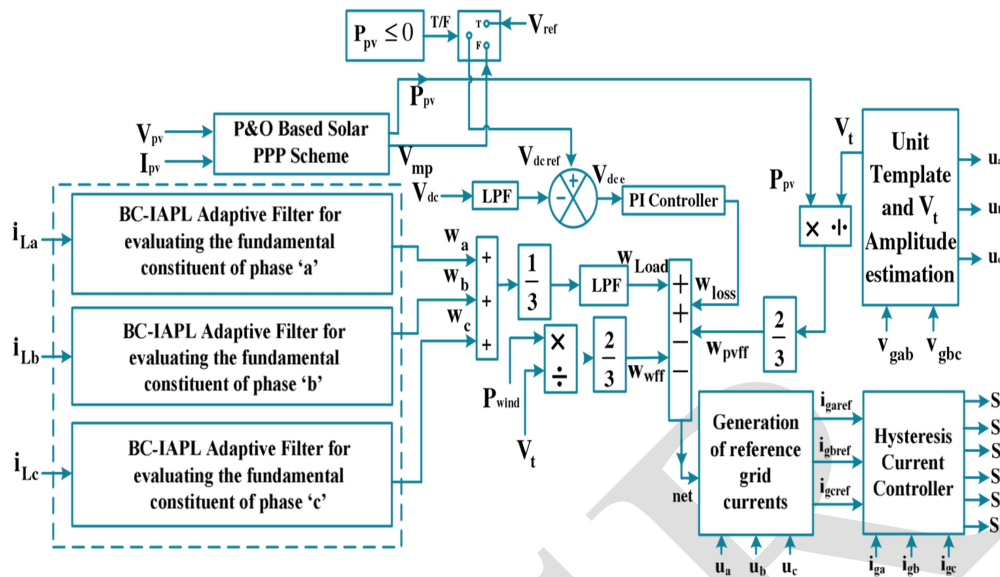 P_pv ≤ 0
T/F
T
F
V_ref
P_pv
V_pv
I_pv
P&O Based Solar
PPP Scheme
V_mp
V_dc
LPF
V_dc ref
+
−
V_dc e
PI Controller
P_pv
V_t
× ÷
Unit
Template
and V_t
Amplitude
estimation
u_a
v_gab
v_gbc
i_La
BC-IAPL Adaptive Filter for
evaluating the fundamental
constituent of phase ‘a’
i_Lb
BC-IAPL Adaptive Filter for
evaluating the fundamental
constituent of phase ‘b’
i_Lc
BC-IAPL Adaptive Filter for
evaluating the fundamental
constituent of phase ‘c’
w_a
w_b
w_c
+
+
+
1
3
LPF
w_Load
w_loss
+
+
−
−
w_pvff
2
3
P_wind
V_t
×
÷
2
3
w_wff
net
Generation
of reference
grid
currents
u_a
u_b
u_c
i_garef
i_gbref
i_gcref
Hysteresis
Current
Controller
i_ga
i_gb
i_gc
S
S
S
S
S
S